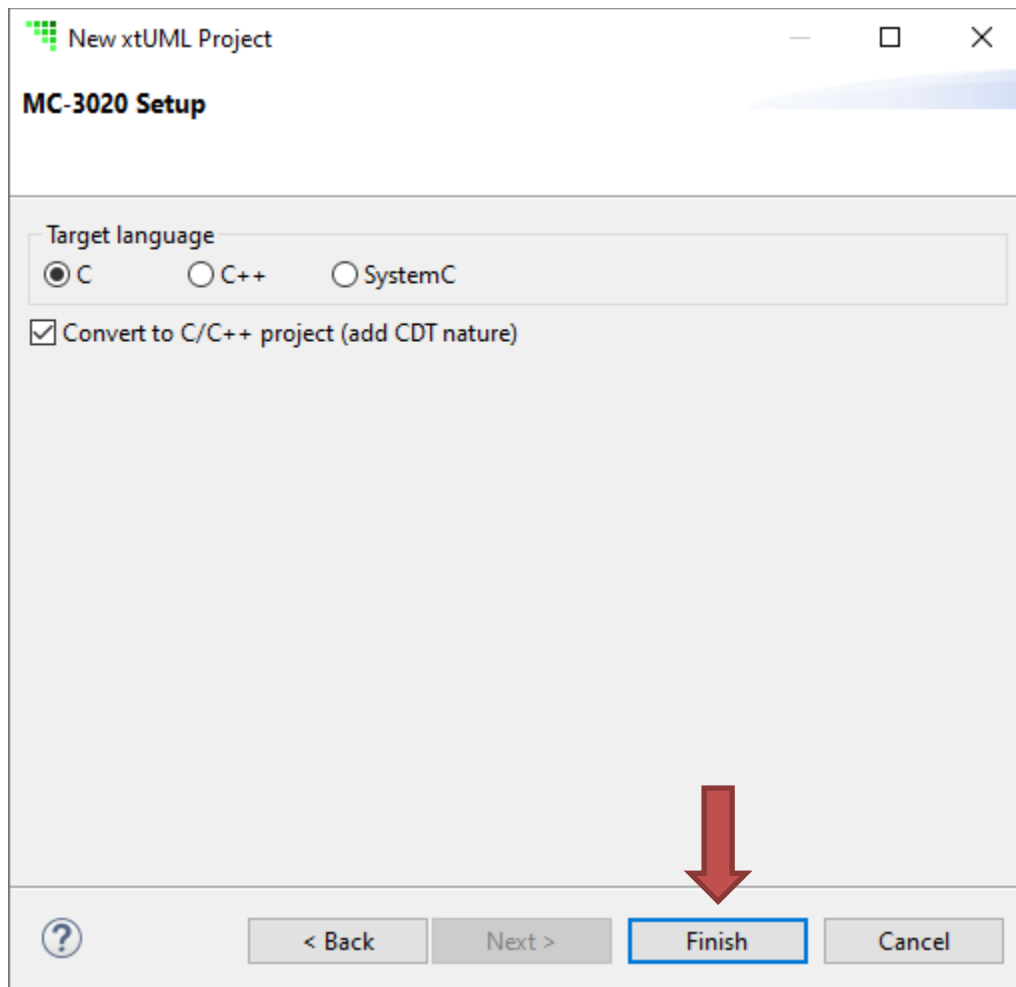 New xtUML Project
MC-3020 Setup
Target language
C C++ SystemC
Convert to C/C++ project (add CDT nature)
? < Back Next > Finish Cancel